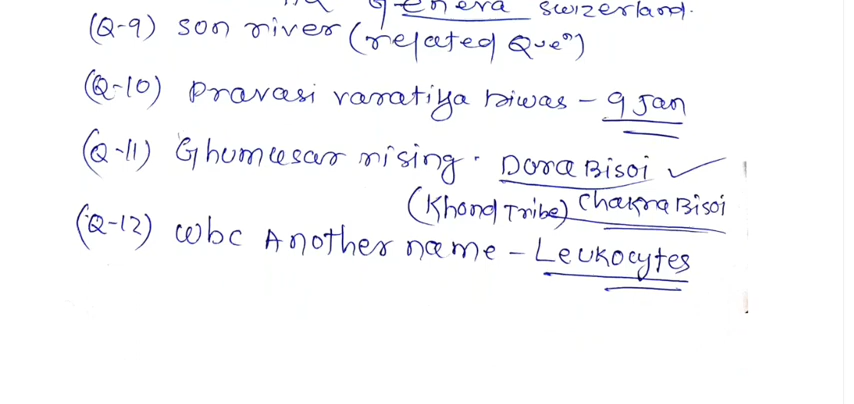 Geneva Swizerland.
(Q-9) son river (related Quen)
(Q-10) Pravasi varatiya Diwas - 9 Jan
(Q-11) Ghumusar rising. Dora Bisoi ✓
(Khond Tribe) Chakra Bisoi
(Q-12) wbc Another name - Leukocytes